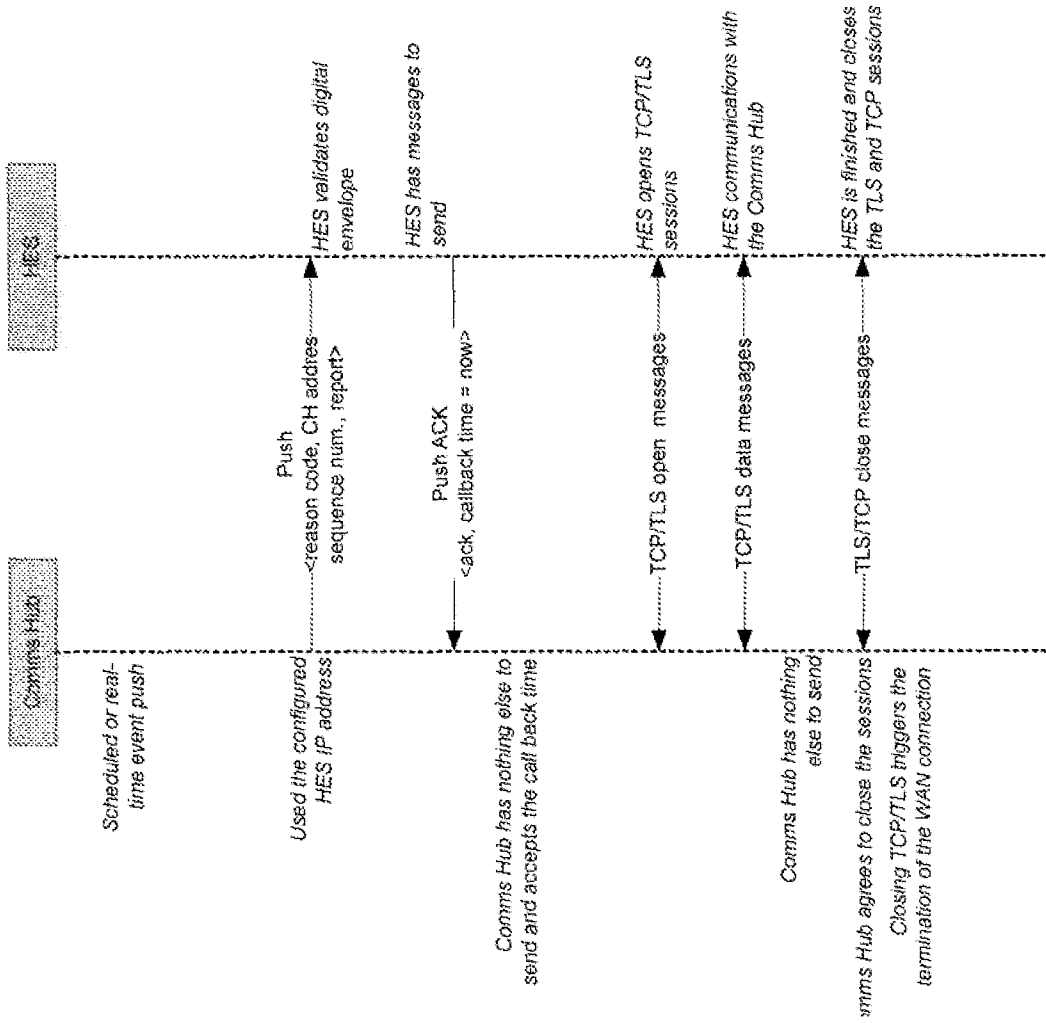 Comms Hub
HES
Scheduled or real-
time event push
Used the configured
HES IP address
Push
<reason code, CH addres
sequence num., report>
HES validates digital
envelope
HES has messages to
send
Push ACK
<ack, callback time = now>
Comms Hub has nothing else to
send and accepts the call back time
TCP/TLS open messages
HES opens TCP/TLS
sessions
TCP/TLS data messages
HES communications with
the Comms Hub
Comms Hub has nothing
else to send
omms Hub agrees to close the sessions
TLS/TCP close messages
HES is finished and closes
the TLS and TCP sessions
Closing TCP/TLS triggers the
termination of the WAN connection